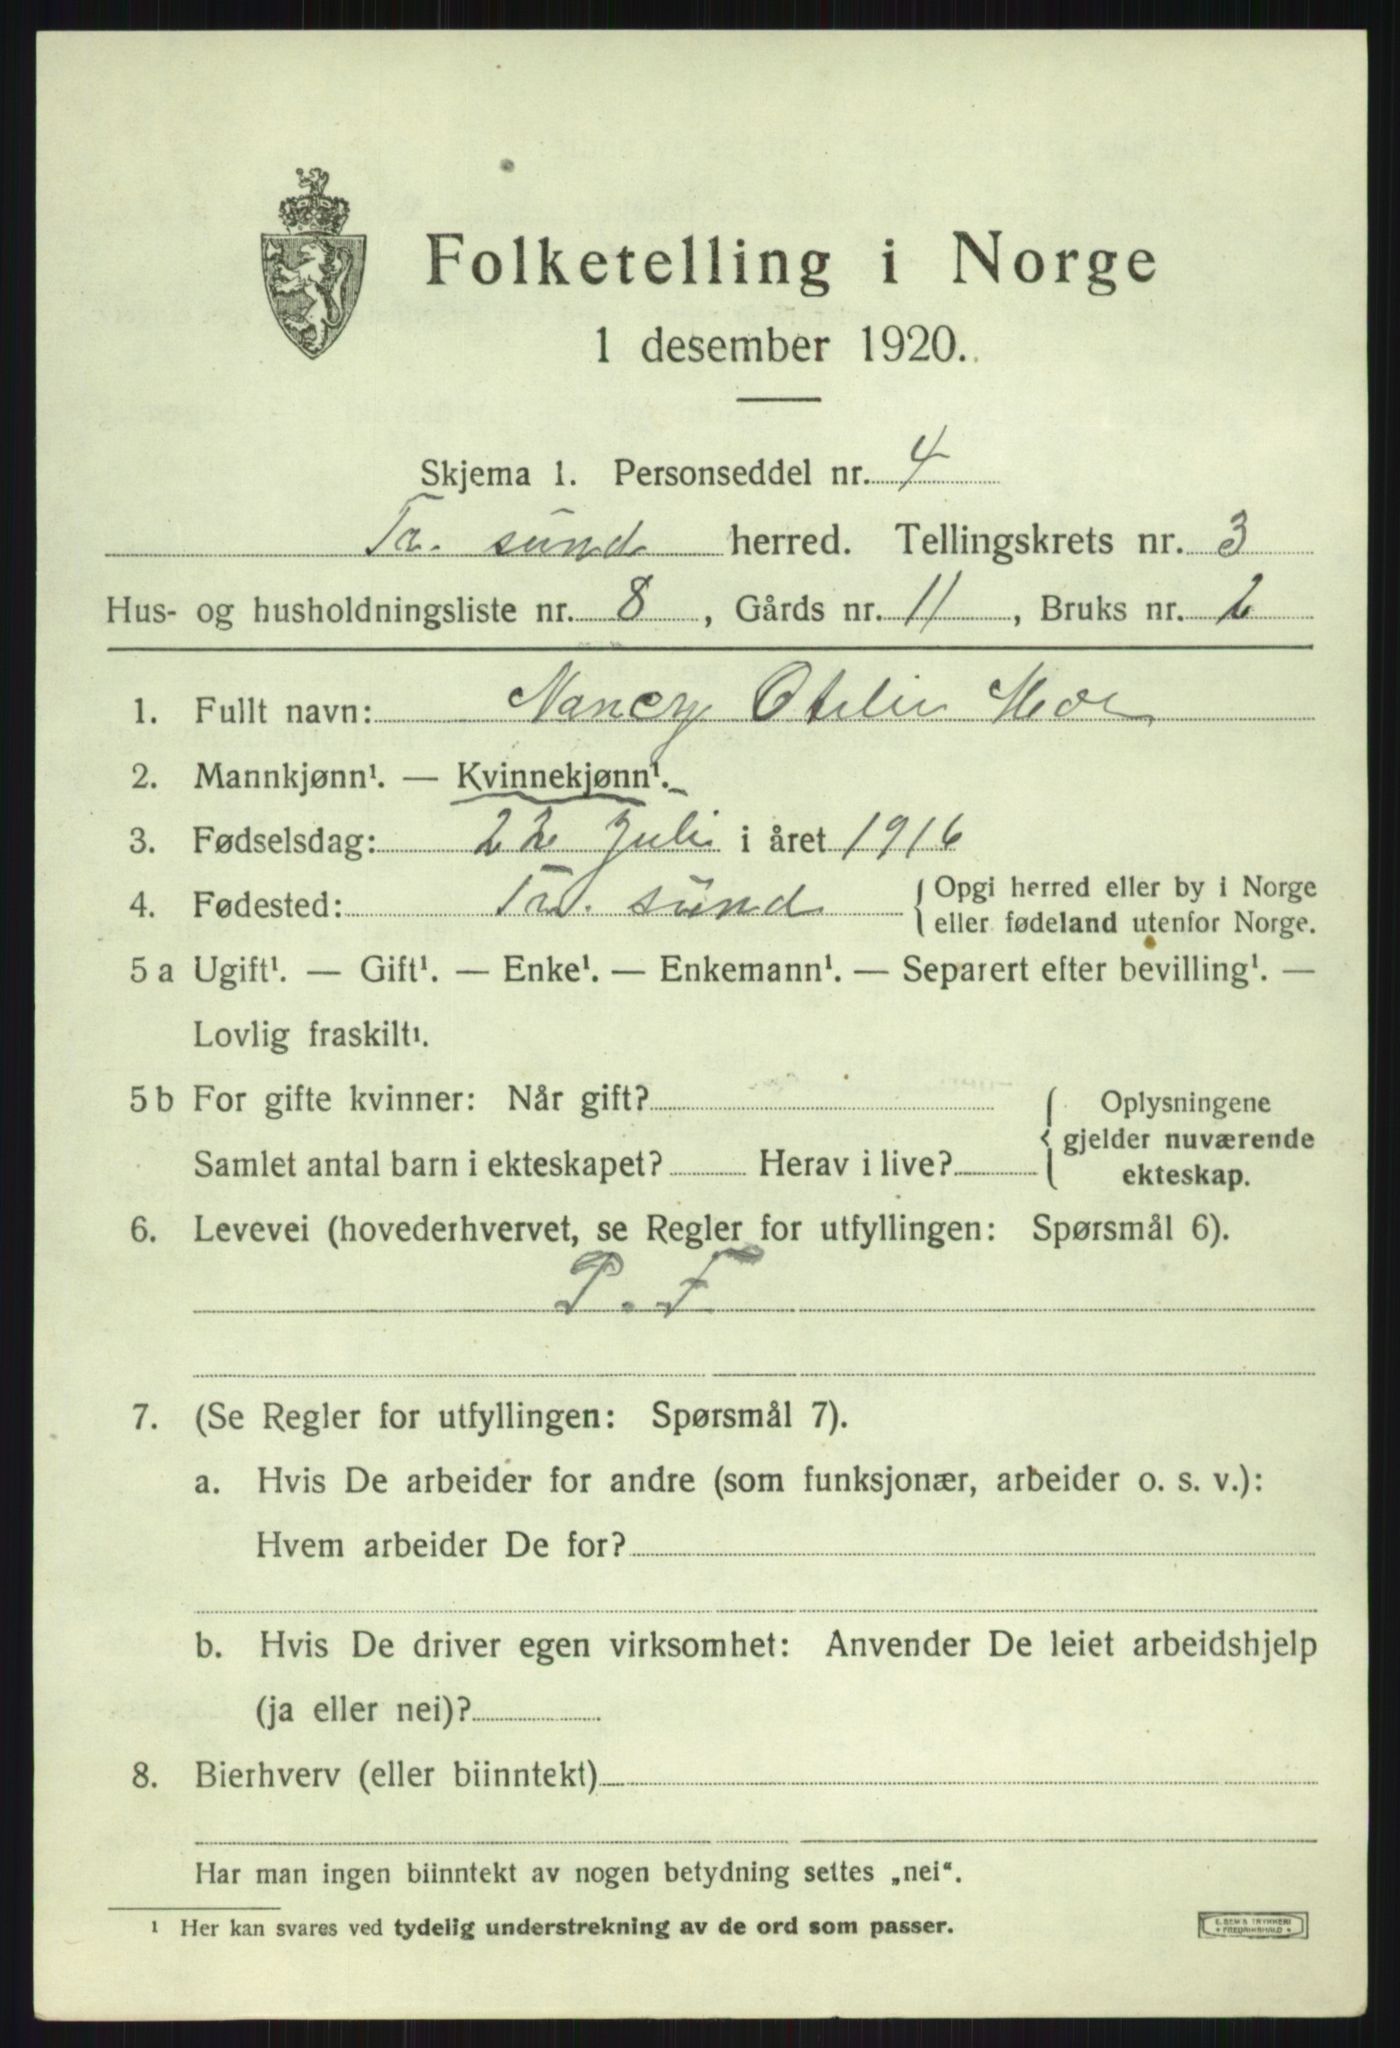 Folketelling i Norge
1 desember 1920.
Skjema 1. Personseddel nr. 4
Tr. sund herred. Tellingskrets nr. 3
Hus- og husholdningsliste nr. 8, Gårds nr. 11, Bruks nr. 2
1. Fullt navn: Nancy Otelie Moe
2. Mannkjønn¹. — Kvinnekjønn¹.
3. Fødselsdag: 22 Juli i året 1916
4. Fødested: Tr. sund { Opgi herred eller by i Norge
eller fødeland utenfor Norge.
5 a Ugift¹. — Gift¹. — Enke¹. — Enkemann¹. — Separert efter bevilling¹. —
Lovlig fraskilt¹.
5 b For gifte kvinner: Når gift? { Oplysningene
gjelder nuværende
Samlet antal barn i ekteskapet? Herav i live? ekteskap.
6. Levevei (hovederhvervet, se Regler for utfyllingen: Spørsmål 6).
P. F
7. (Se Regler for utfyllingen: Spørsmål 7).
a. Hvis De arbeider for andre (som funksjonær, arbeider o. s. v.):
Hvem arbeider De for?
b. Hvis De driver egen virksomhet: Anvender De leiet arbeidshjelp
(ja eller nei)?
8. Bierhverv (eller biinntekt)
Har man ingen biinntekt av nogen betydning settes „nei“.
¹ Her kan svares ved tydelig understrekning av de ord som passer.
E. SEM'S TRYKKERI
FREDRIKSHALD